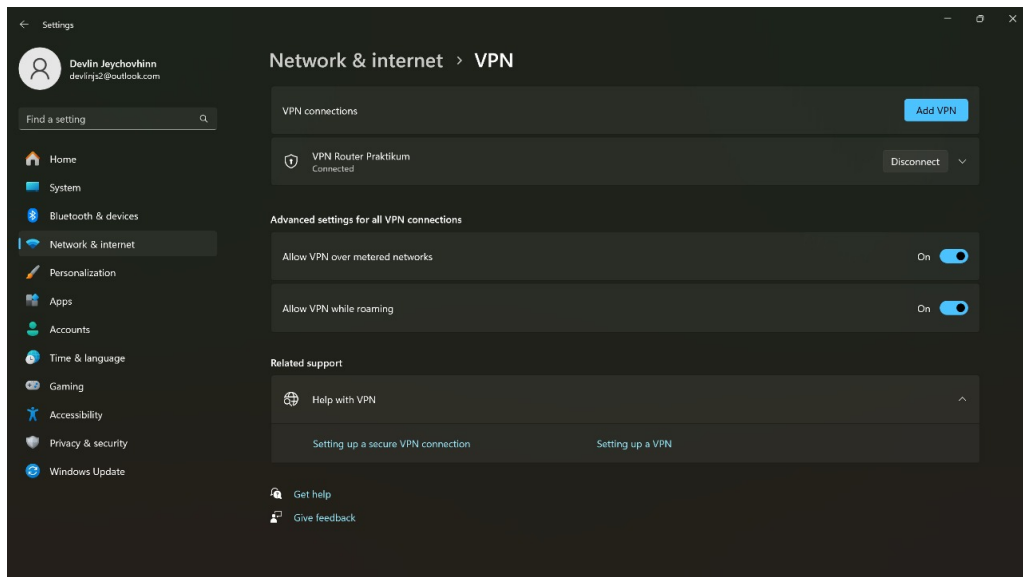 Settings
Devlin Jeychovhinn
devlinjs2@outlook.com
Find a setting
Home
System
Bluetooth & devices
Network & internet
Personalization
Apps
Accounts
Time & language
Gaming
Accessibility
Privacy & security
Windows Update
Network & internet > VPN
VPN connections
Add VPN
VPN Router Praktikum
Connected
Disconnect
Advanced settings for all VPN connections
Allow VPN over metered networks
On
Allow VPN while roaming
On
Related support
Help with VPN
Setting up a secure VPN connection
Setting up a VPN
Get help
Give feedback